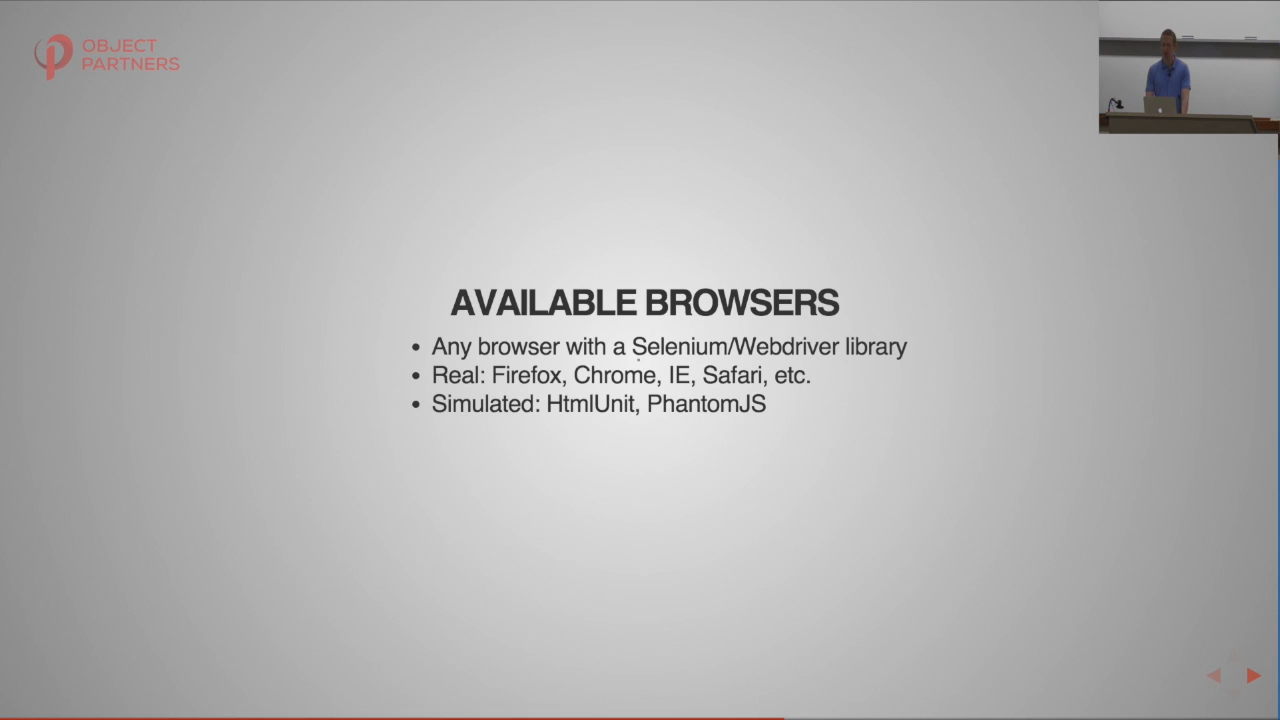 OBJECT
PARTNERS
AVAILABLE BROWSERS
• Any browser with a Selenium/Webdriver library
• Real: Firefox, Chrome, IE, Safari, etc.
• Simulated: HtmlUnit, PhantomJS